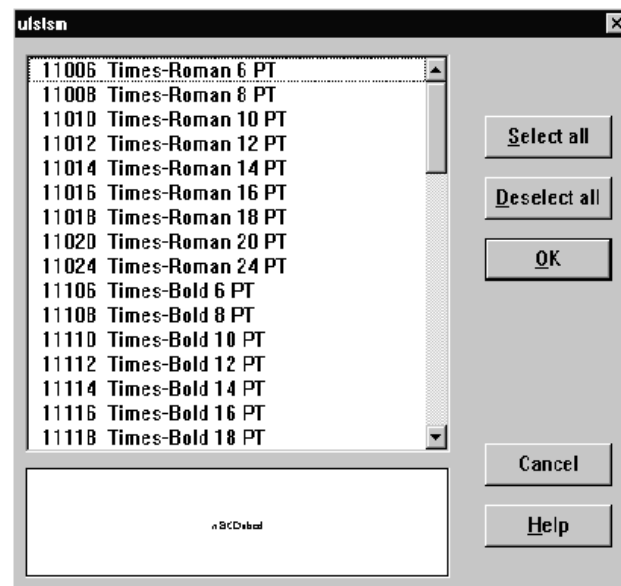 ulslsm
11006 Times-Roman 6 PT
11008 Times-Roman 8 PT
11010 Times-Roman 10 PT
11012 Times-Roman 12 PT
11014 Times-Roman 14 PT
11016 Times-Roman 16 PT
11018 Times-Roman 18 PT
11020 Times-Roman 20 PT
11024 Times-Roman 24 PT
11106 Times-Bold 6 PT
11108 Times-Bold 8 PT
11110 Times-Bold 10 PT
11112 Times-Bold 12 PT
11114 Times-Bold 14 PT
11116 Times-Bold 16 PT
11118 Times-Bold 18 PT
Select all
Deselect all
OK
Cancel
Help
ABCDabcd